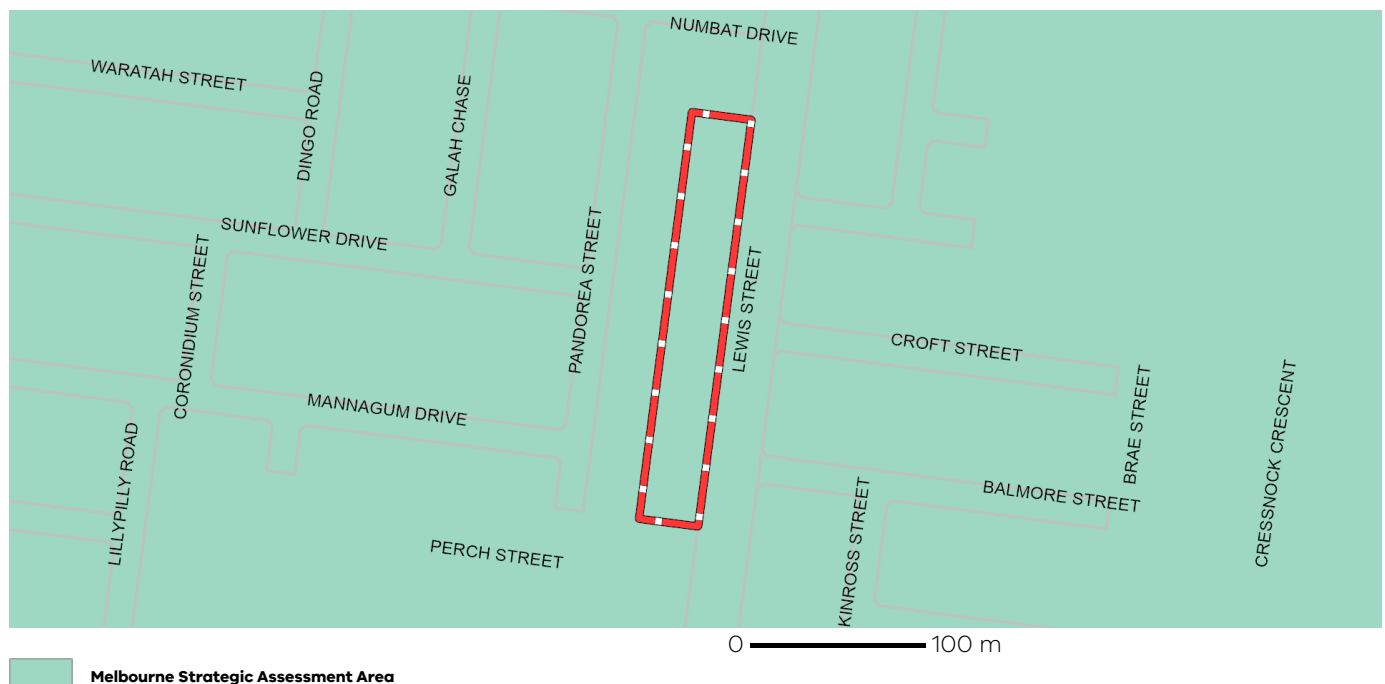 NUMBAT DRIVE
WARATAH STREET
DINGO ROAD
GALAH CHASE
SUNFLOWER DRIVE
PANDOREA STREET
CORONIDIUM STREET
LEWIS STREET
CROFT STREET
BRAE STREET
CRESSNOCK CRESCENT
MANNAGUM DRIVE
LILLYPILLY ROAD
BALMORE STREET
KINROSS STREET
PERCH STREET
0 100 m
Melbourne Strategic Assessment Area